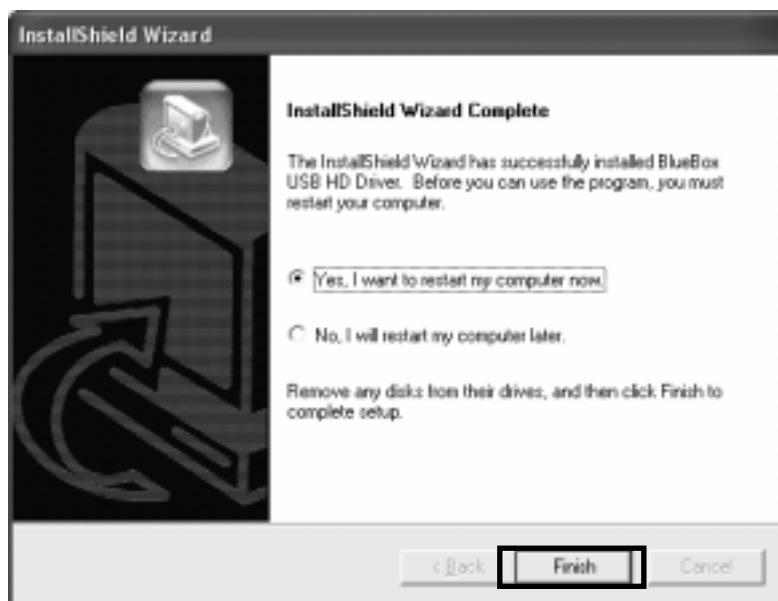 InstallShield Wizard
InstallShield Wizard Complete
The InstallShield Wizard has successfully installed BlueBox
USB HD Driver. Before you can use the program, you must
restart your computer.
Yes, I want to restart my computer now.
No, I will restart my computer later.
Remove any disks from their drives, and then click Finish to
complete setup.
< Back Finish Cancel